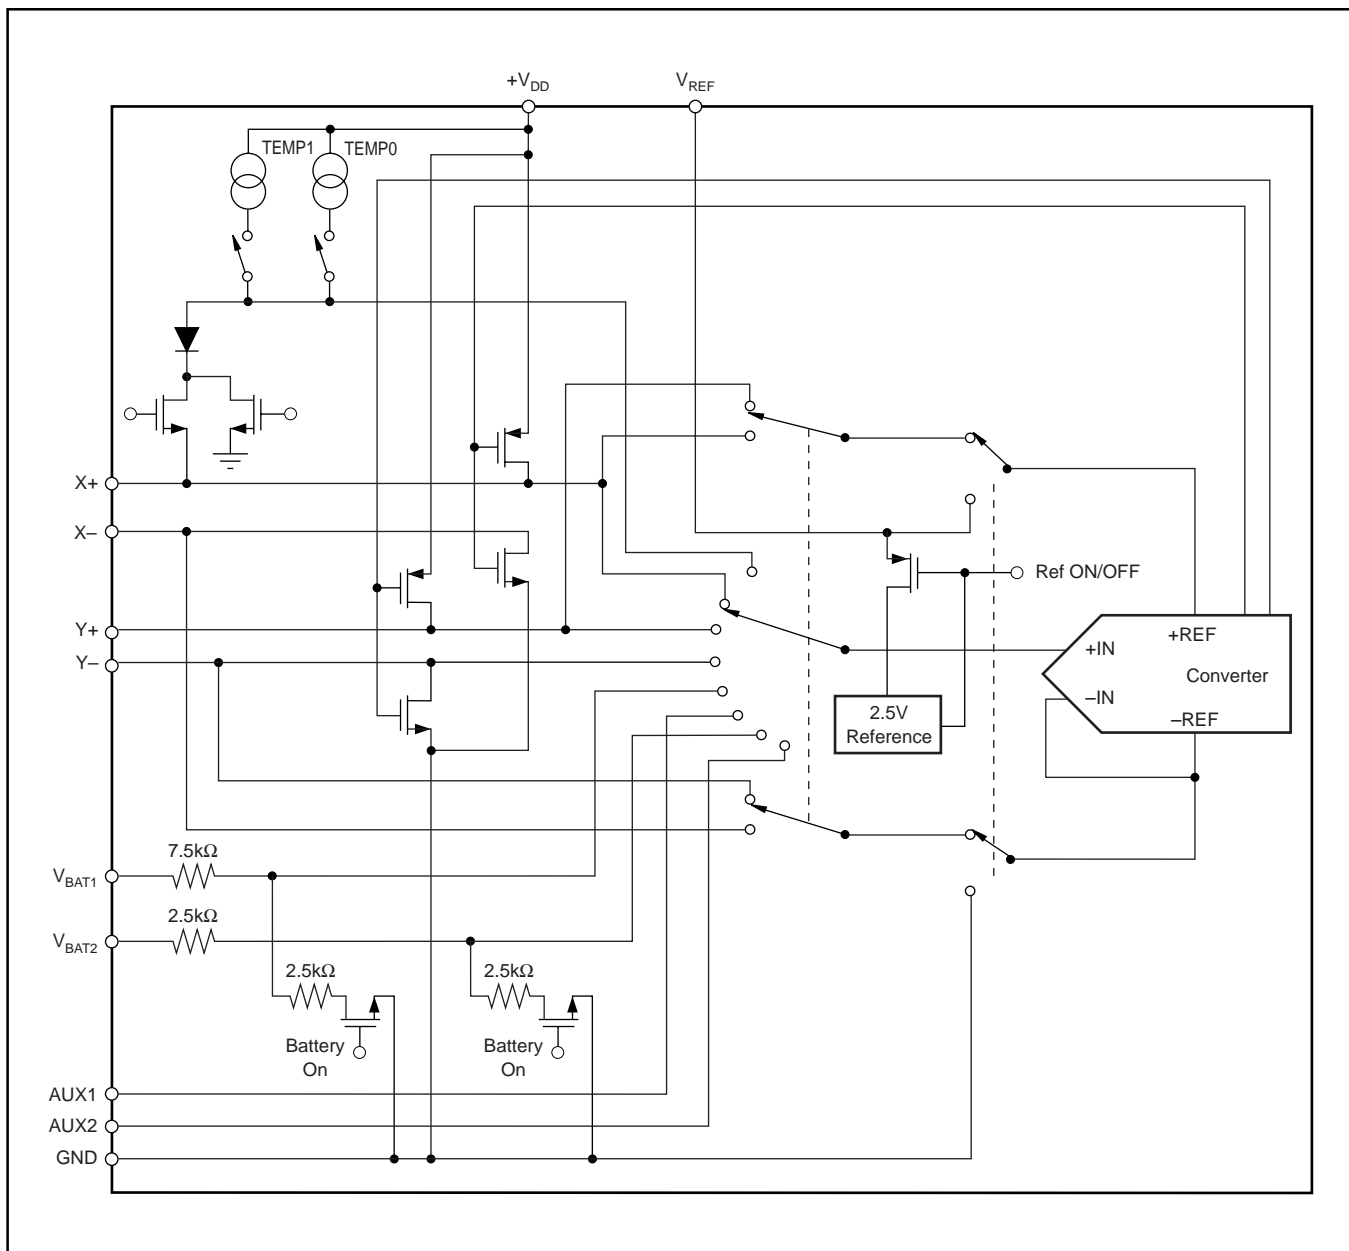 +VDD
VREF
TEMP1
TEMP0
X+
X–
Y+
Y–
Ref ON/OFF
+REF
+IN
Converter
–IN
–REF
2.5V
Reference
7.5kΩ
VBAT1
2.5kΩ
VBAT2
2.5kΩ
2.5kΩ
Battery
On
Battery
On
AUX1
AUX2
GND